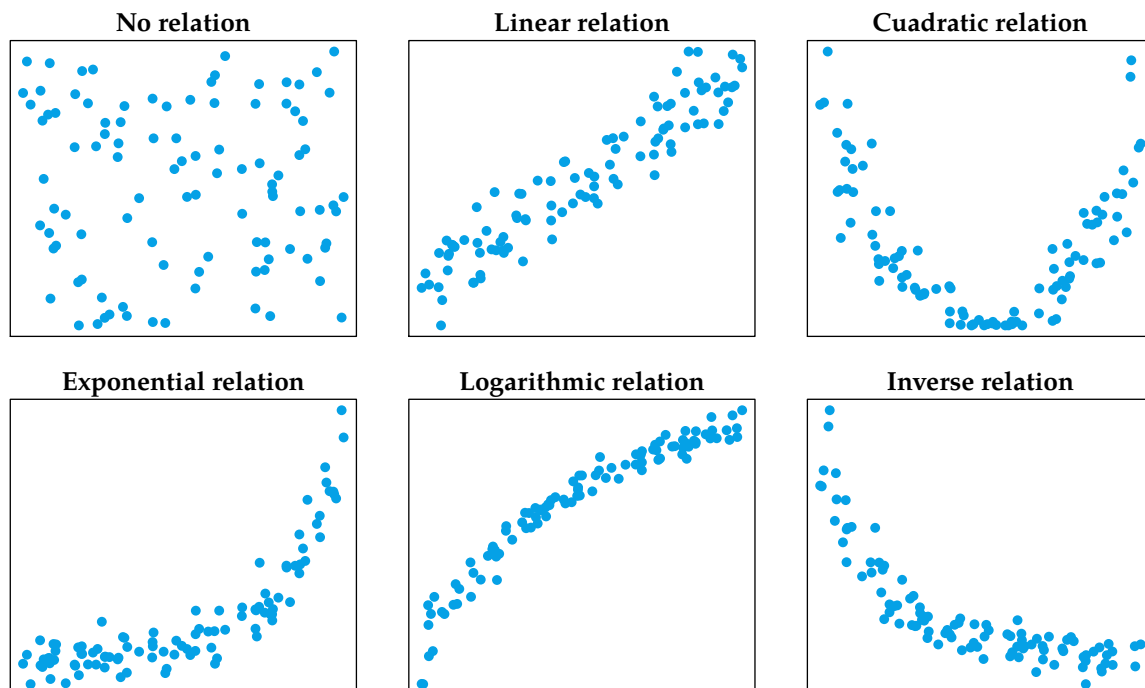 No relation
Linear relation
Cuadratic relation
Exponential relation
Logarithmic relation
Inverse relation